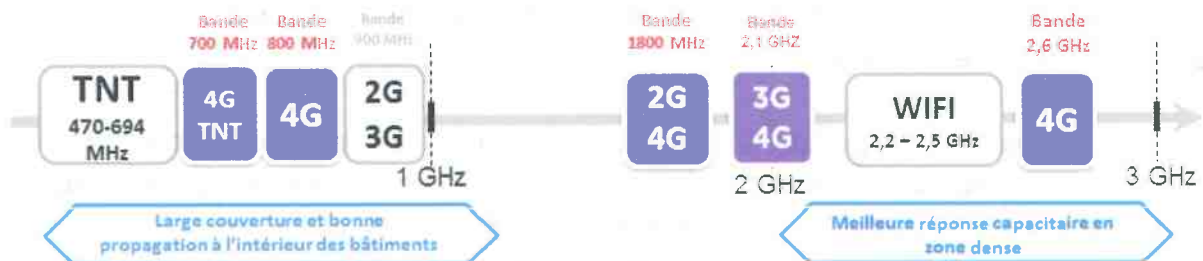 Bande
700 MHz
Bande
800 MHz
Bande
900 MHz
Bande
1800 MHz
Bande
2,1 GHZ
Bande
2,6 GHz
TNT
470-694
MHz
4G
TNT
4G
2G
3G
2G
4G
3G
4G
WIFI
2,2 – 2,5 GHz
4G
1 GHz
2 GHz
3 GHz
Large couverture et bonne
propagation à l'intérieur des bâtiments
Meilleure réponse capacitaire en
zone dense